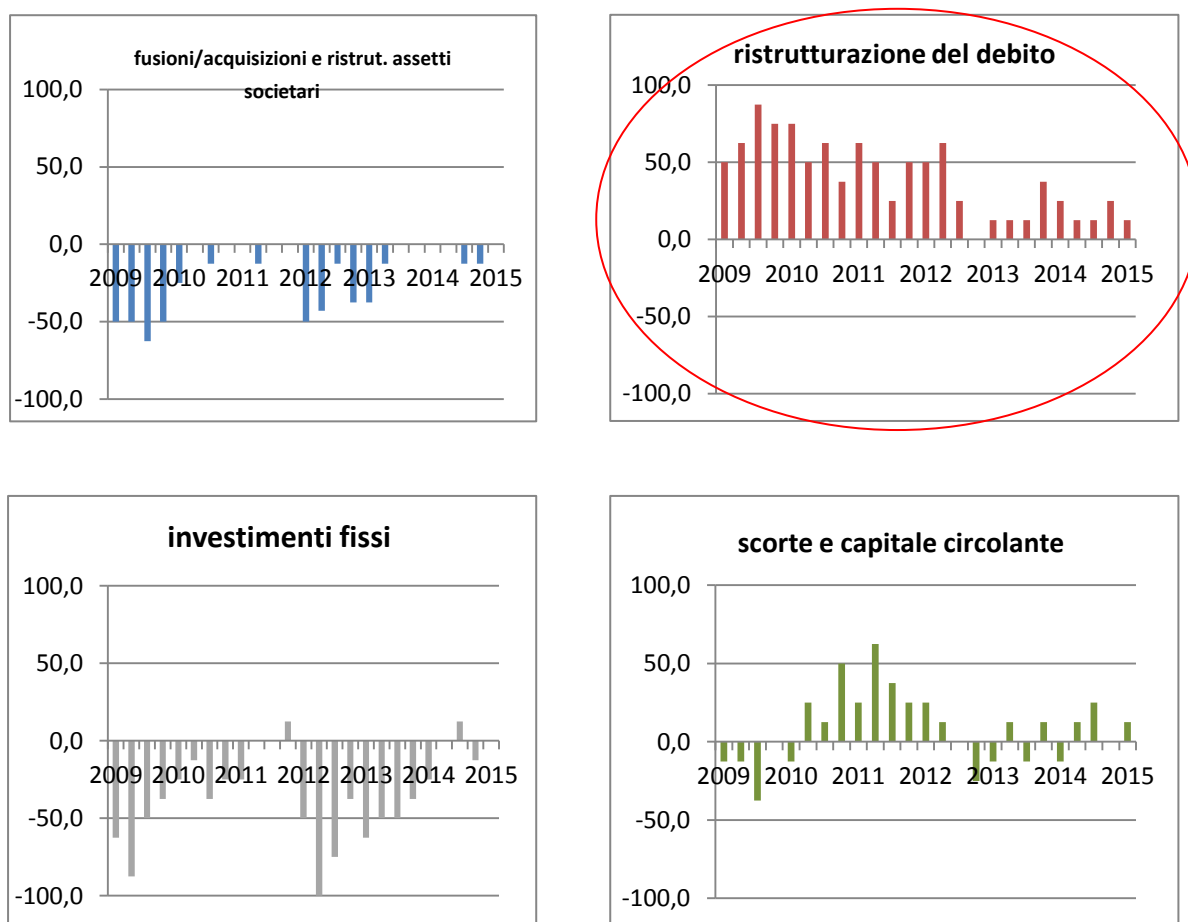 fusioni/acquisizioni e ristrut. assetti
societari
100,0
50,0
0,0
-50,0
-100,0
2009 2010 2011 2012 2013 2014 2015
ristrutturazione del debito
100,0
50,0
0,0
-50,0
-100,0
2009 2010 2011 2012 2013 2014 2015
investimenti fissi
100,0
50,0
0,0
-50,0
-100,0
2009 2010 2011 2012 2013 2014 2015
scorte e capitale circolante
100,0
50,0
0,0
-50,0
-100,0
2009 2010 2011 2012 2013 2014 2015